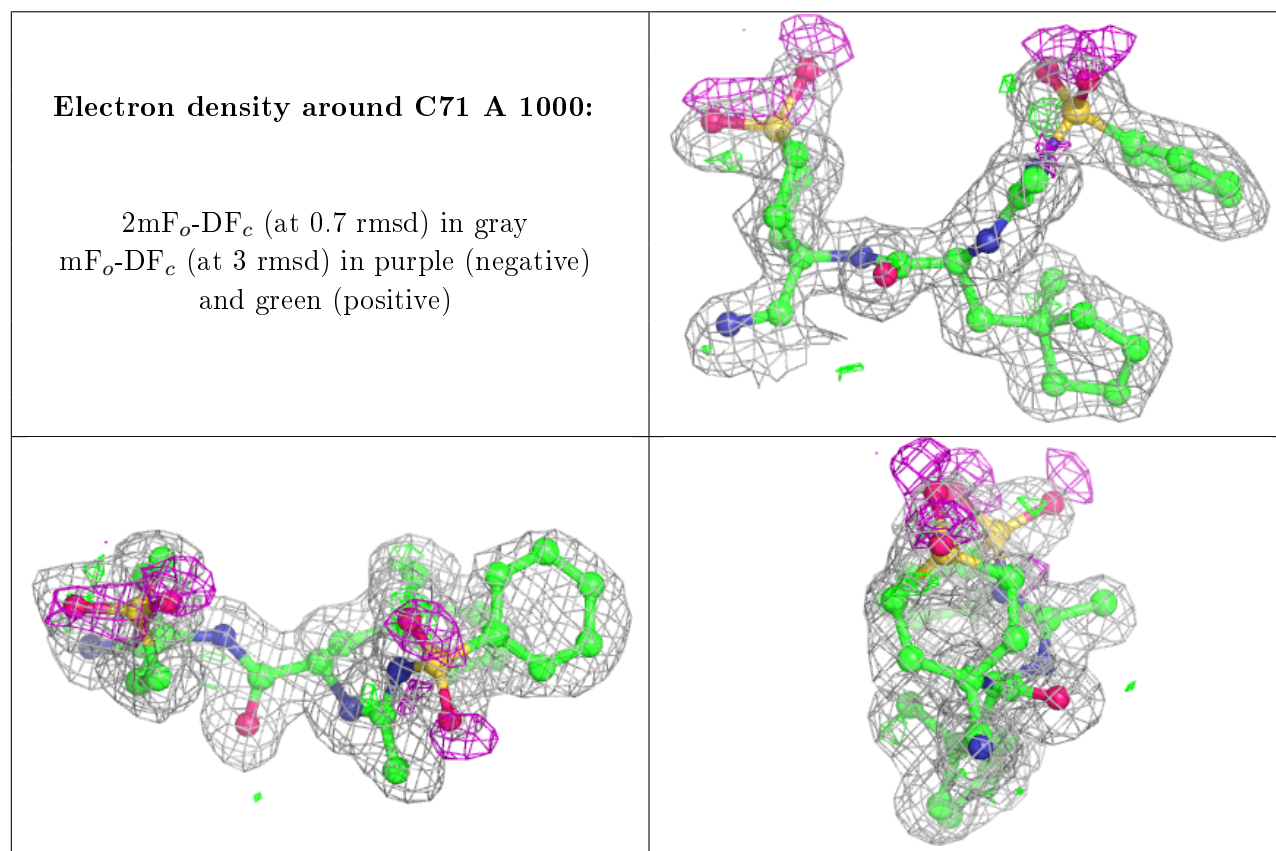 Electron density around C71 A 1000:
2mFₒ-DF𝒸 (at 0.7 rmsd) in gray
mFₒ-DF𝒸 (at 3 rmsd) in purple (negative)
and green (positive)